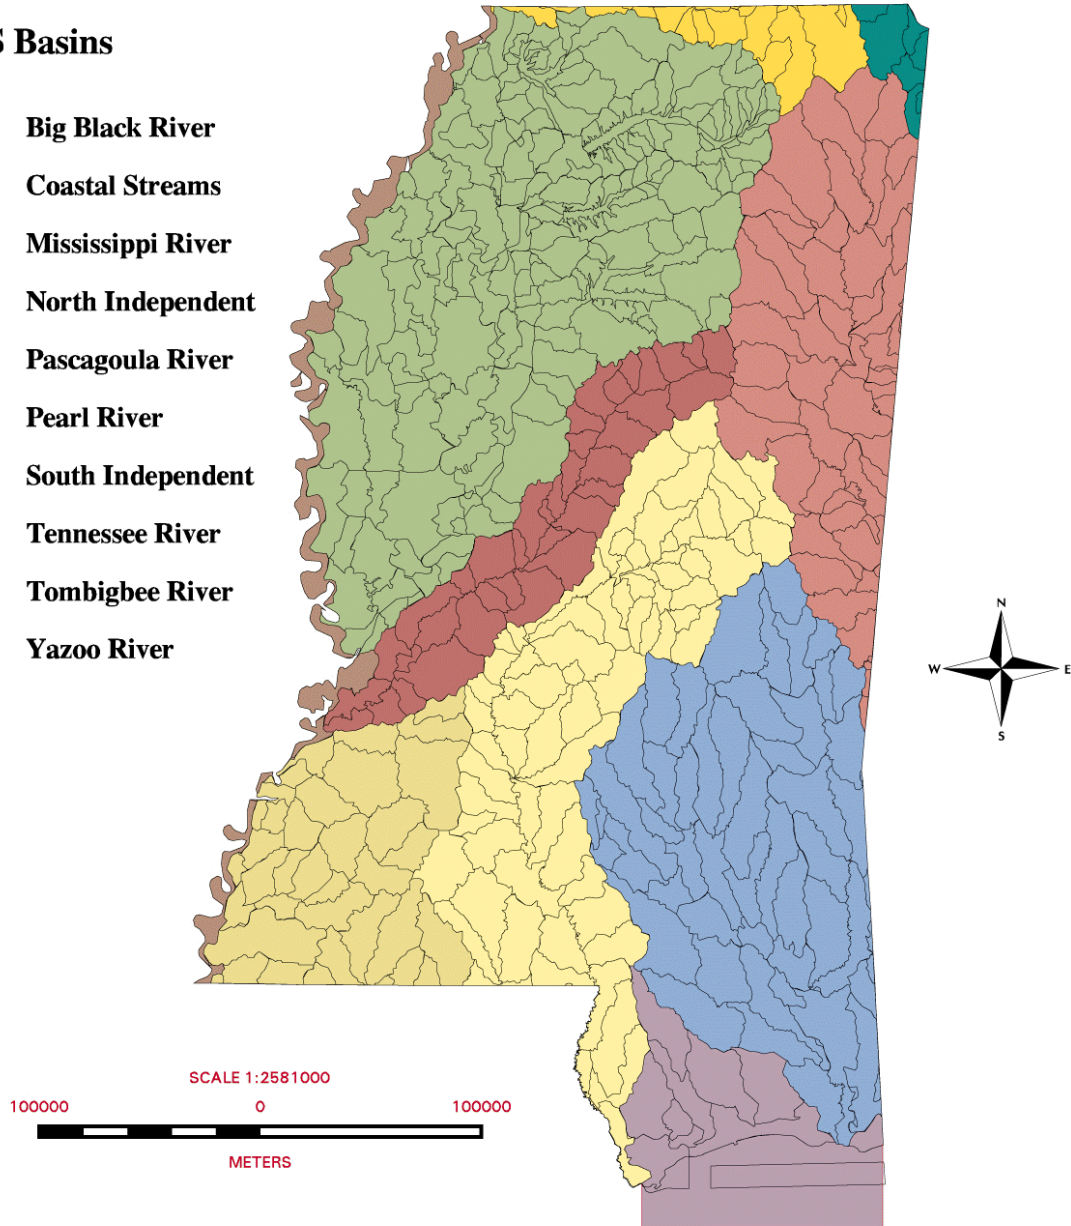 S Basins
Big Black River
Coastal Streams
Mississippi River
North Independent
Pascagoula River
Pearl River
South Independent
Tennessee River
Tombigbee River
Yazoo River
N
W E
S
SCALE 1:2581000
100000 0 100000
METERS